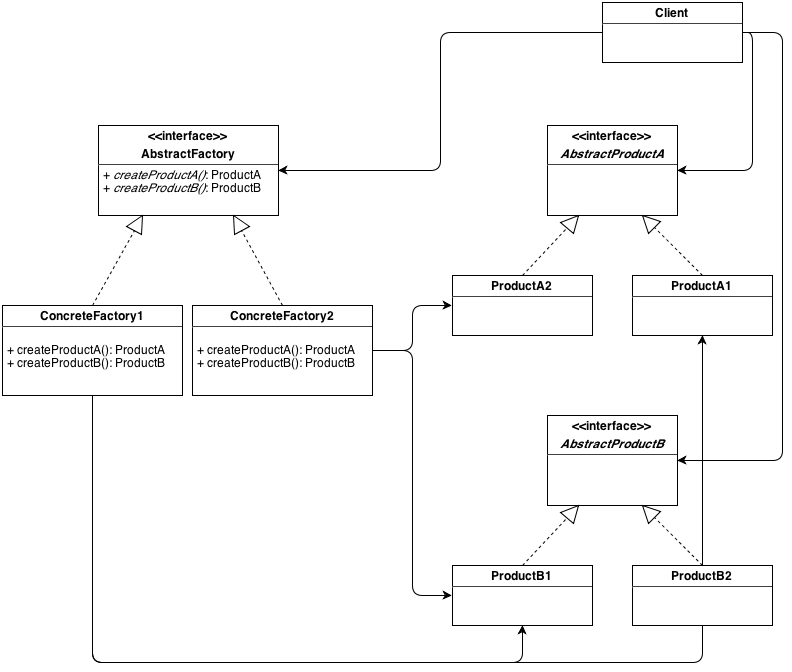 Client
<<interface>>
AbstractFactory
+ createProductA(): ProductA
+ createProductB(): ProductB
<<interface>>
AbstractProductA
ProductA2
ProductA1
ConcreteFactory1
+ createProductA(): ProductA
+ createProductB(): ProductB
ConcreteFactory2
+ createProductA(): ProductA
+ createProductB(): ProductB
<<interface>>
AbstractProductB
ProductB1
ProductB2